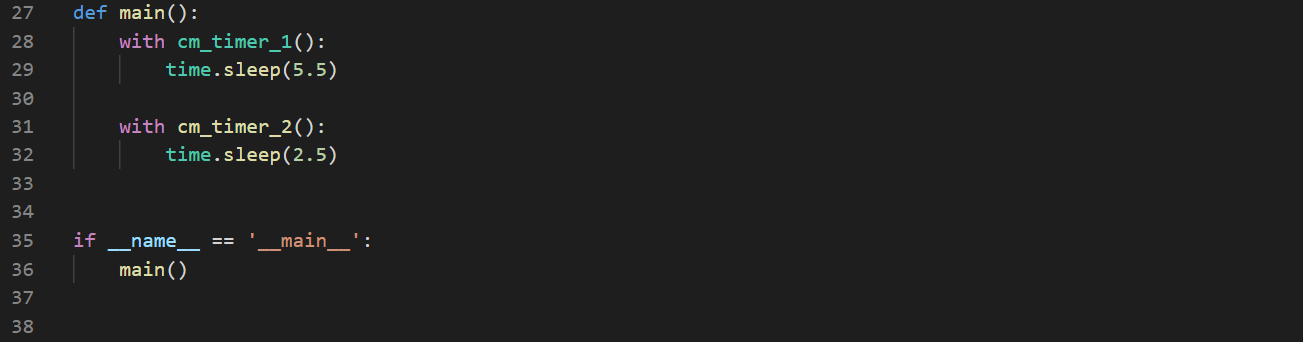 27 def main():
28     with cm_timer_1():
29         time.sleep(5.5)
30
31     with cm_timer_2():
32         time.sleep(2.5)
33
34
35 if __name__ == '__main__':
36     main()
37
38